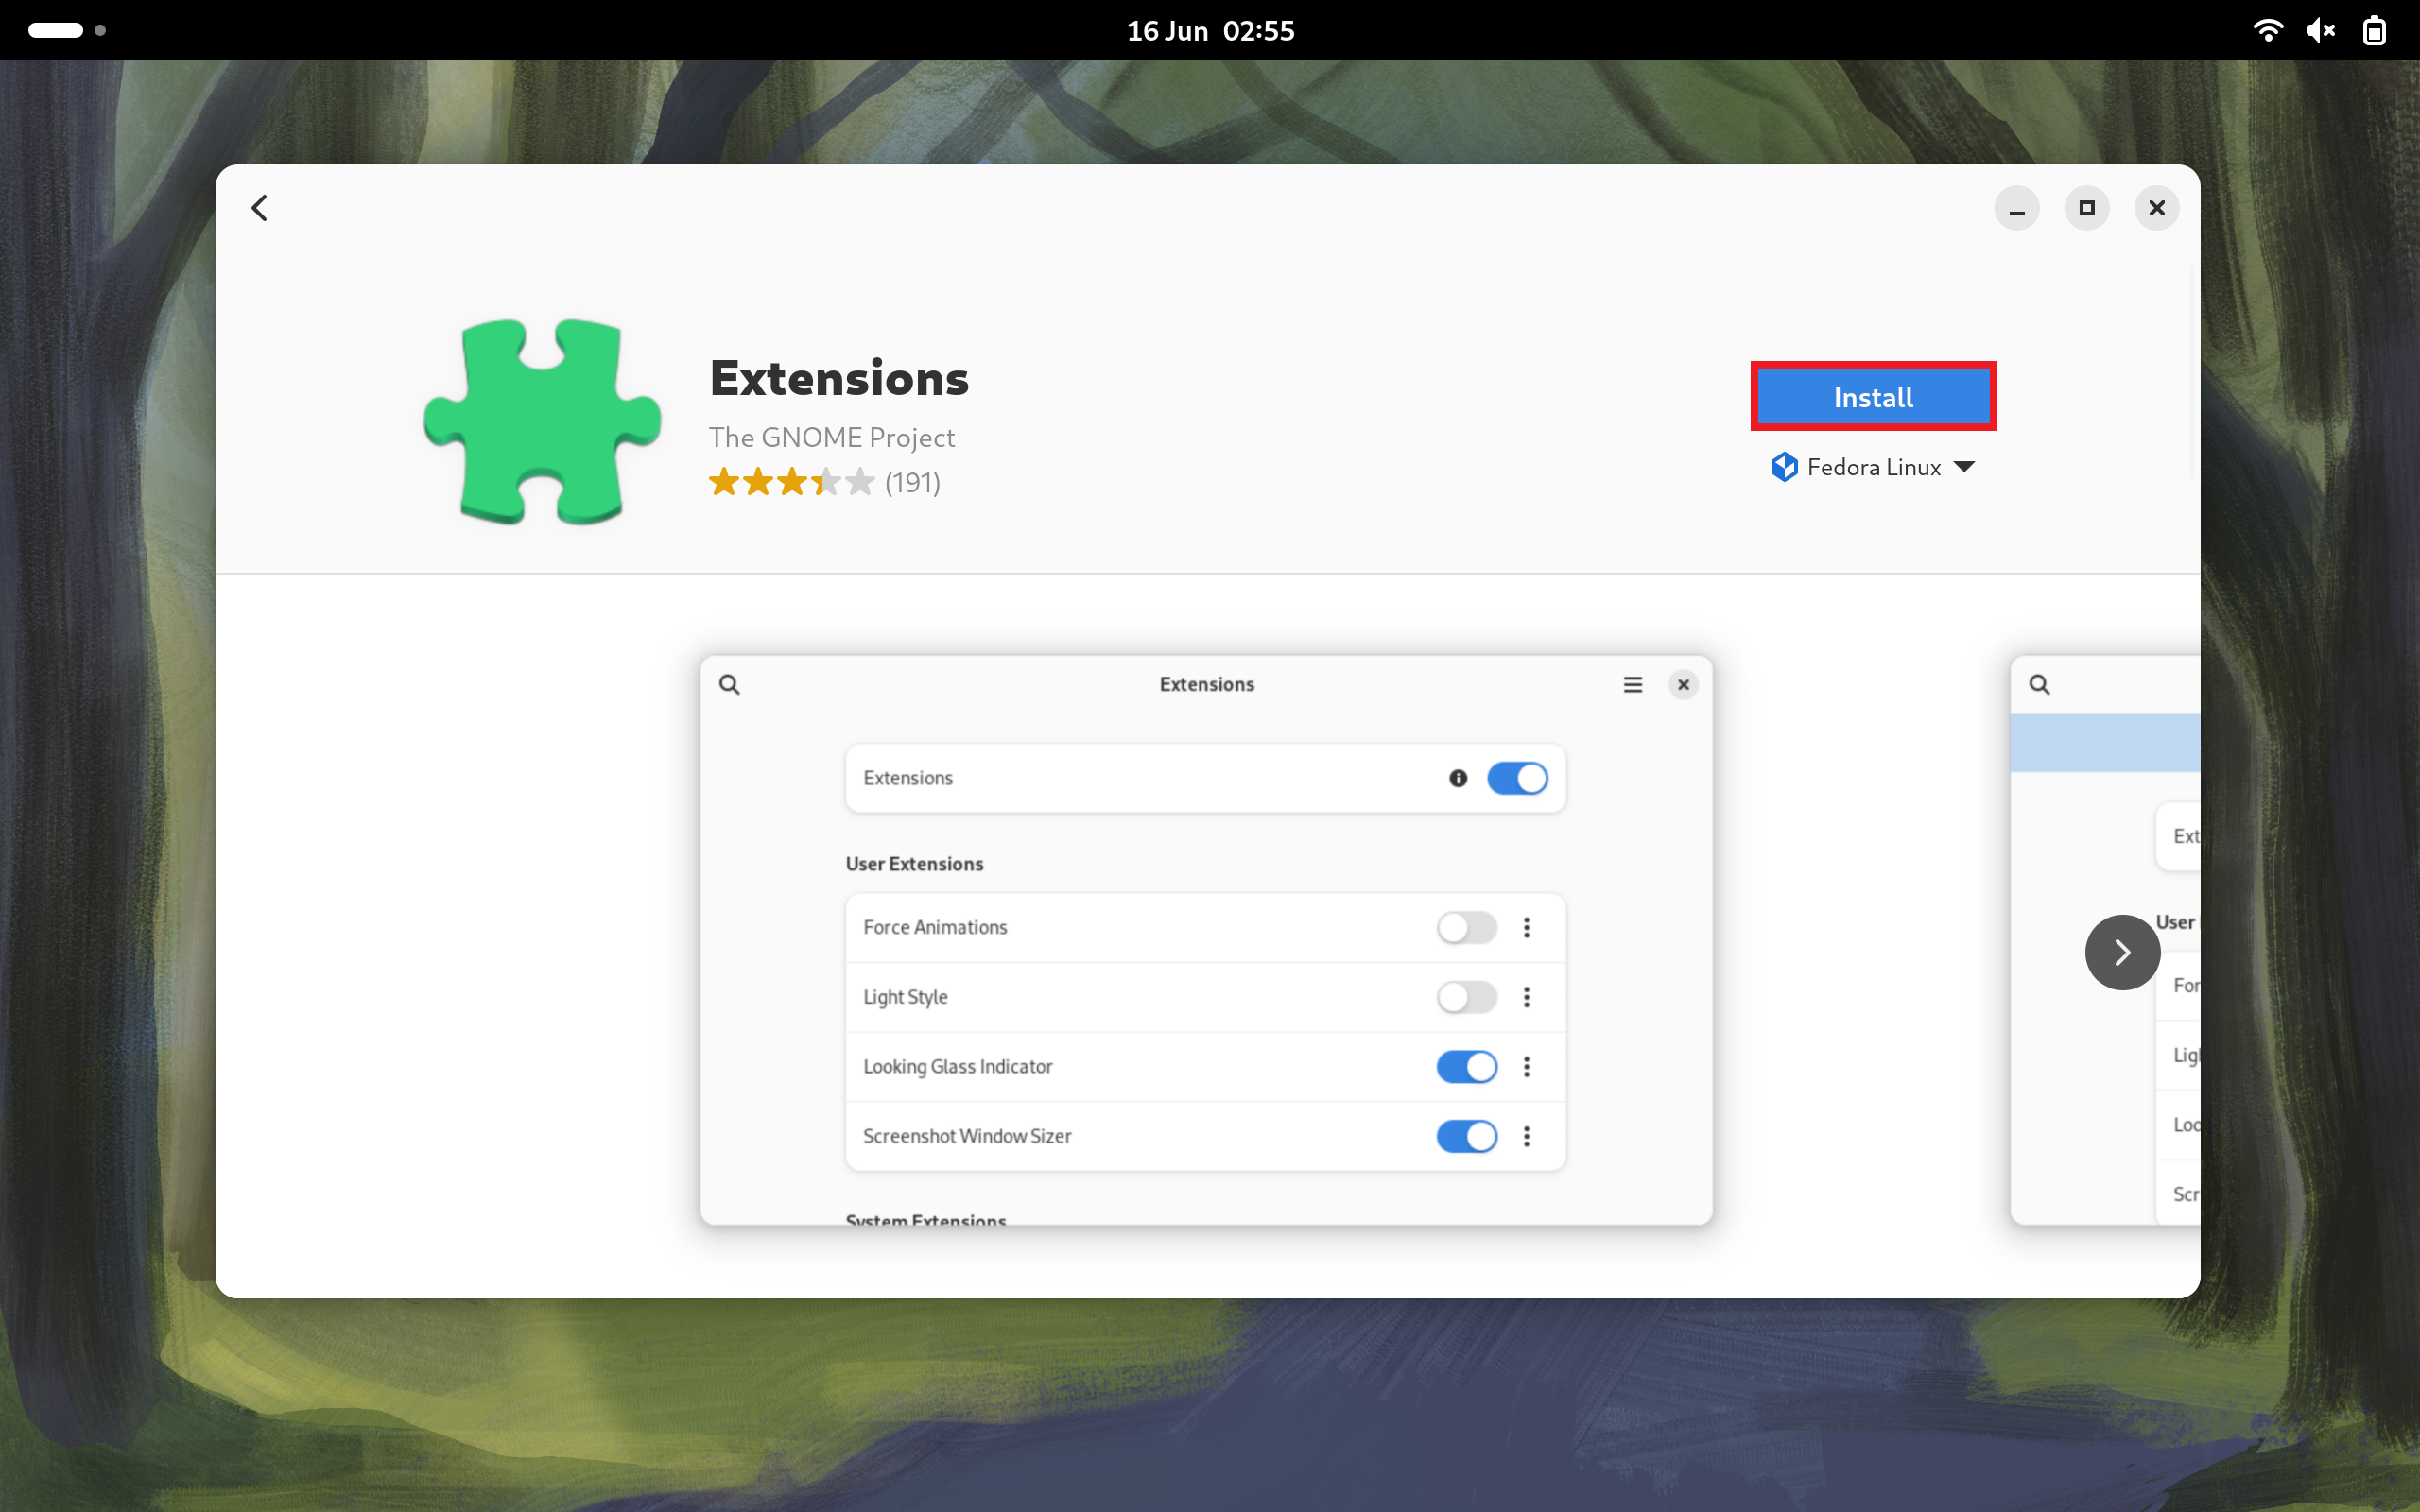 16 Jun 02:55
Extensions
The GNOME Project
(191)
Install
Fedora Linux
Extensions
Extensions
User Extensions
Force Animations
Light Style
Looking Glass Indicator
Screenshot Window Sizer
System Extensions
Ext
User
For
Lig
Loo
Scr